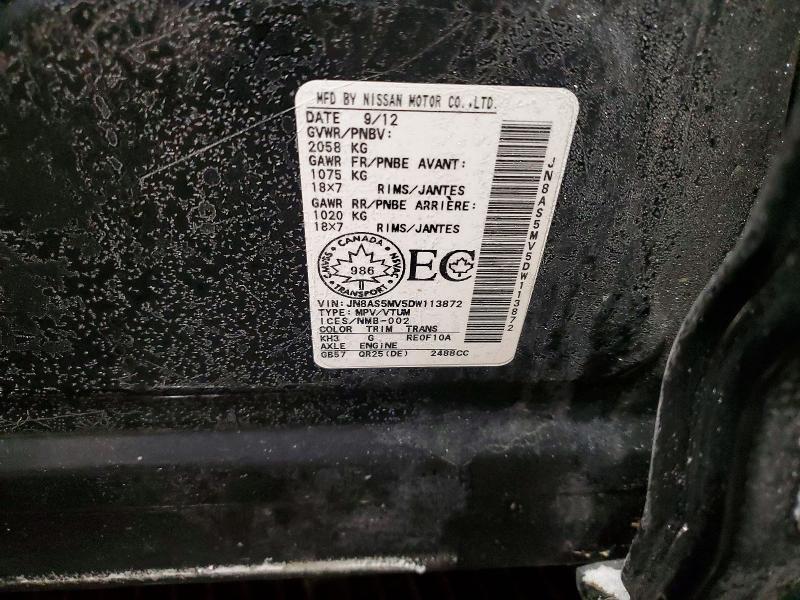 MFD BY NISSAN MOTOR CO.,LTD.
DATE 9/12
GVWR/PNBV:
2058 KG
GAWR FR/PNBE AVANT:
1075 KG
18×7 RIMS/JANTES
GAWR RR/PNBE ARRIÈRE:
1020 KG
18×7 RIMS/JANTES
CANADA
986
TRANSPORT
EC
VIN: JN8AS5MV5DW113872
TYPE: MPV/VTUM
ICES/NMB-002
COLOR TRIM TRANS
KH3 G RE0F10A
AXLE ENGINE
GB57 QR25(DE) 2488CC
JN8AS5MV5DW113872